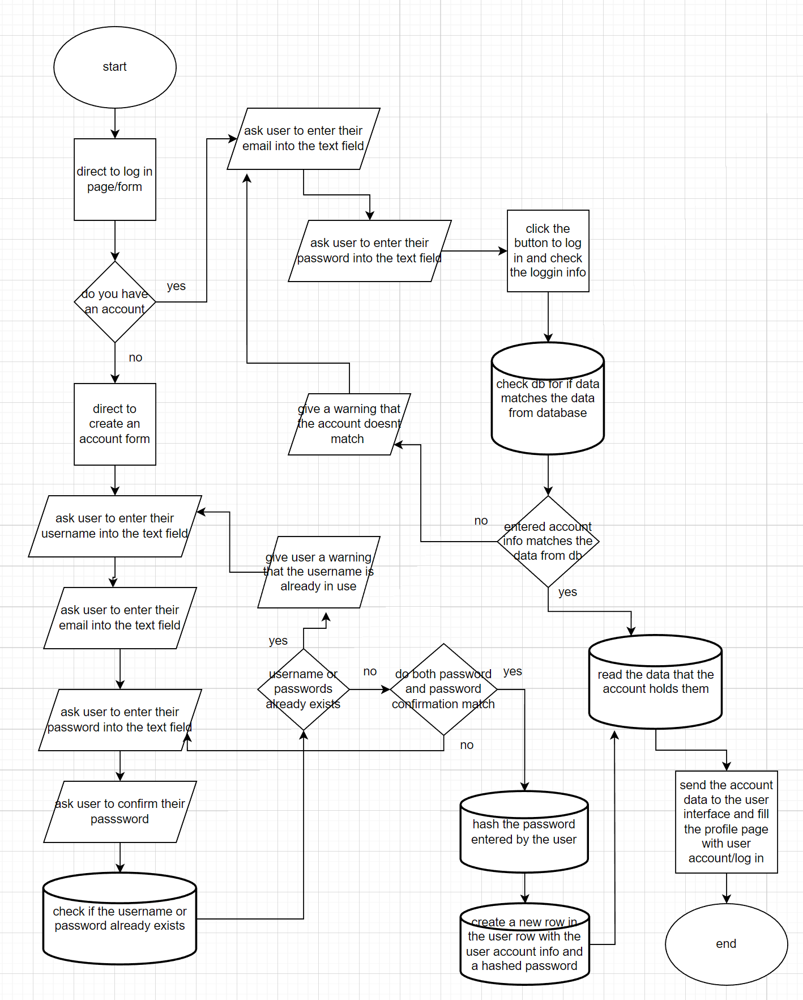 start
direct to log in
page/form
do you have
an account
yes
no
direct to
create an
account form
ask user to enter their
username into the text field
ask user to enter their
email into the text field
ask user to enter their
password into the text field
ask user to confirm their
passsword
check if the username or
password already exists
ask user to enter their
email into the text field
ask user to enter their
password into the text field
click the
button to log
in and check
the loggin info
check db for if data
matches the data
from database
entered account
info matches the
data from db
no
yes
give a warning that
the account doesnt
match
give user a warning
that the username is
already in use
yes
username or
passwords
already exists
no
do both password
and password
confirmation match
yes
no
hash the password
entered by the user
create a new row in
the user row with the
user account info and
a hashed password
read the data that the
account holds them
send the account
data to the user
interface and fill
the profile page
with user
account/log in
end